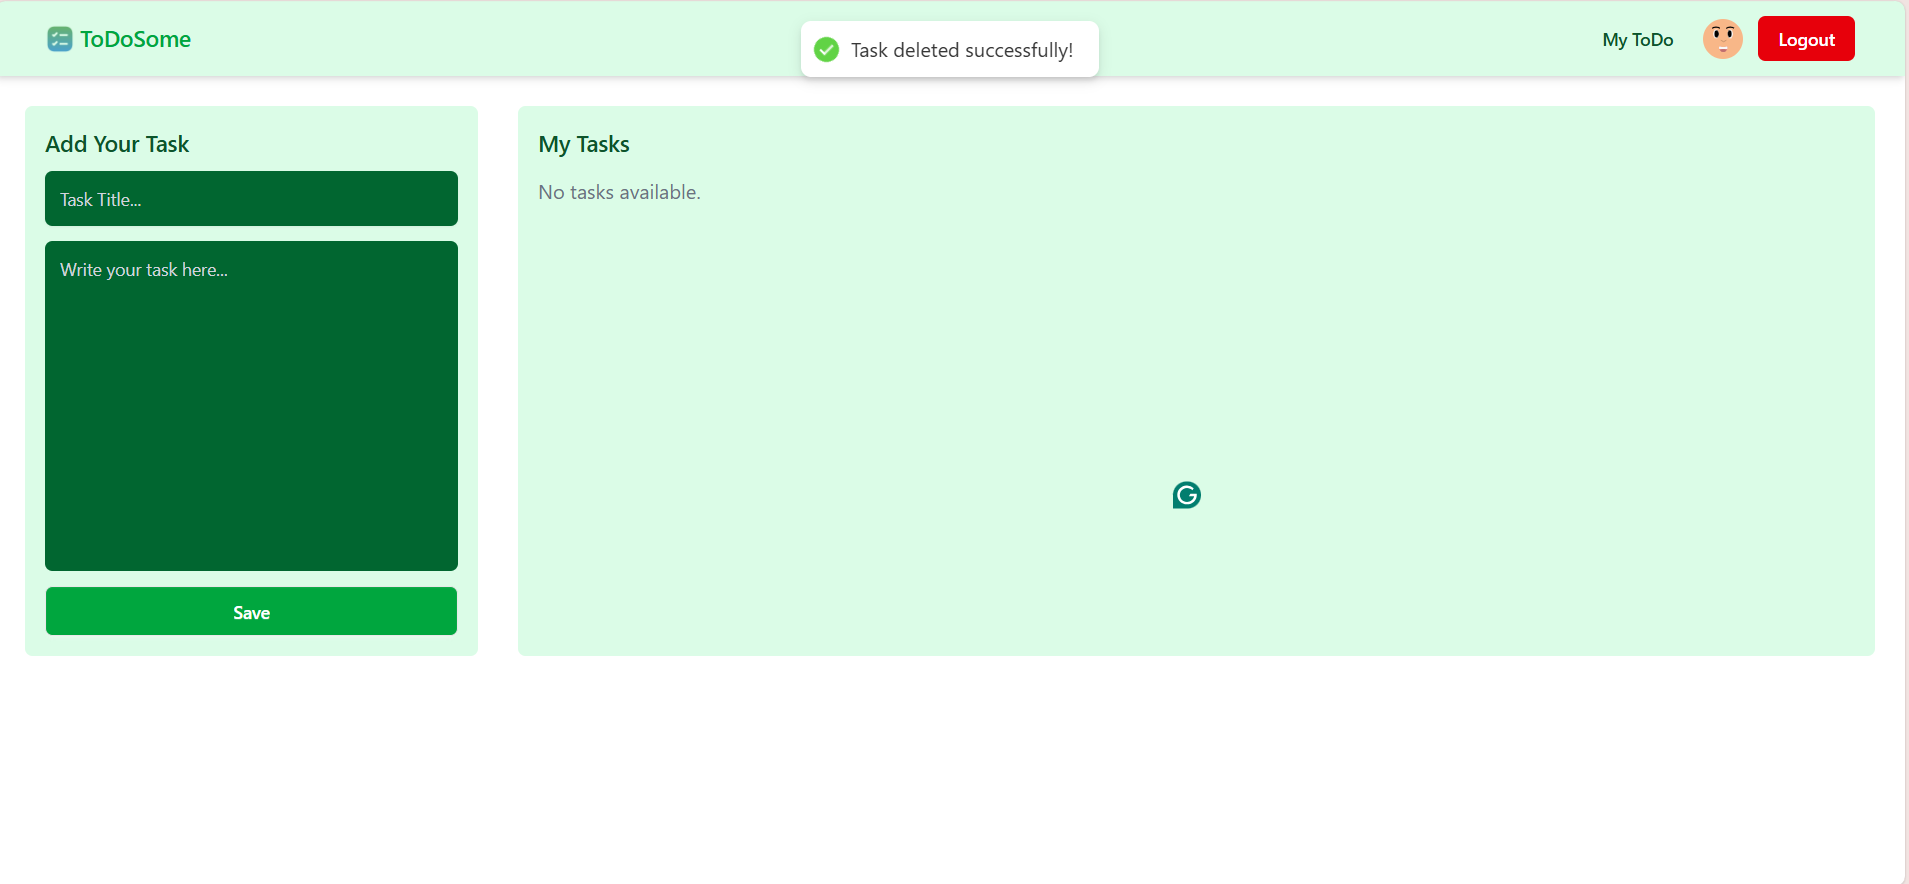 ToDoSome
Task deleted successfully!
My ToDo
Logout
Add Your Task
Task Title...
Write your task here...
Save
My Tasks
No tasks available.
G